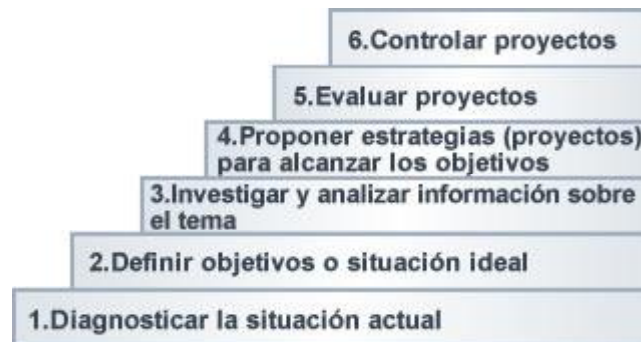 6.Controlar proyectos
5.Evaluar proyectos
4.Proponer estrategias (proyectos)
para alcanzar los objetivos
3.Investigar y analizar información sobre
el tema
2.Definir objetivos o situación ideal
1.Diagnosticar la situación actual